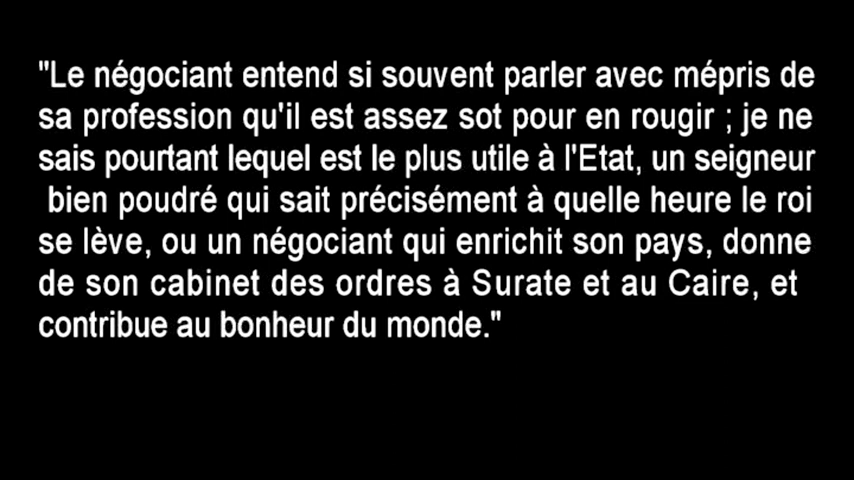 "Le négociant entend si souvent parler avec mépris de
sa profession qu'il est assez sot pour en rougir ; je ne
sais pourtant lequel est le plus utile à l'Etat, un seigneur
bien poudré qui sait précisément à quelle heure le roi
se lève, ou un négociant qui enrichit son pays, donne
de son cabinet des ordres à Surate et au Caire, et
contribue au bonheur du monde."